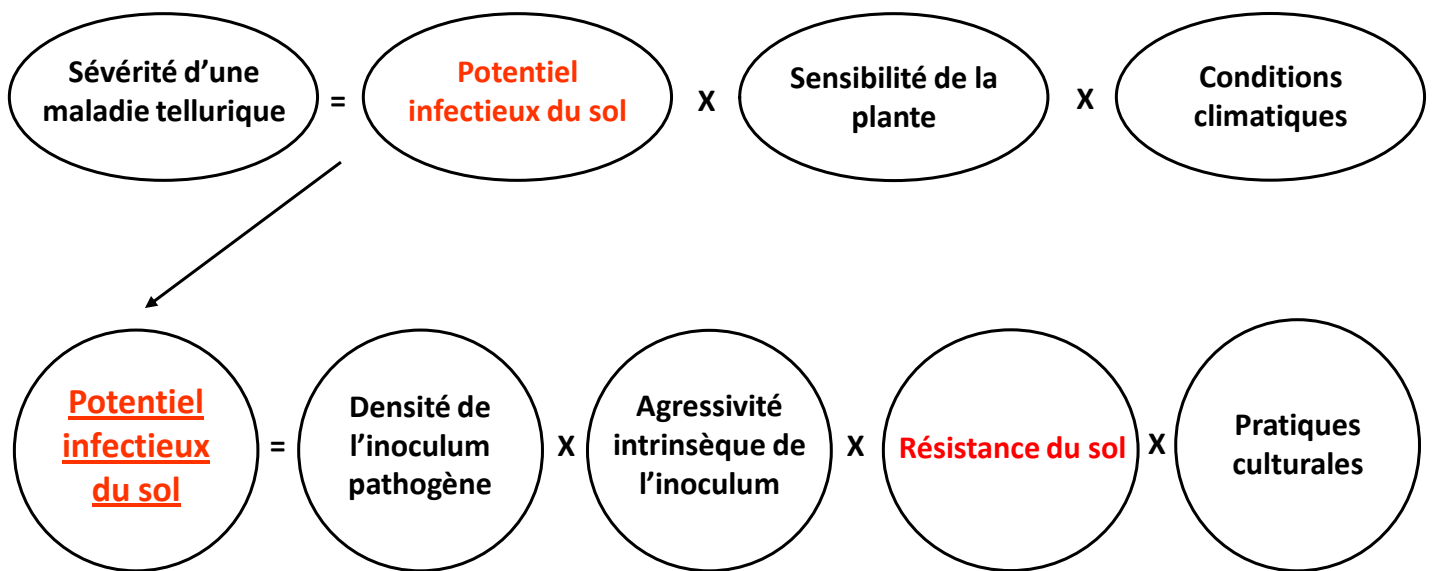 Sévérité d'une
maladie tellurique
=
Potentiel
infectieux du sol
X
Sensibilité de la
plante
X
Conditions
climatiques
Potentiel
infectieux
du sol
=
Densité de
l'inoculum
pathogène
X
Agressivité
intrinsèque de
l'inoculum
X
Résistance du sol
X
Pratiques
culturales